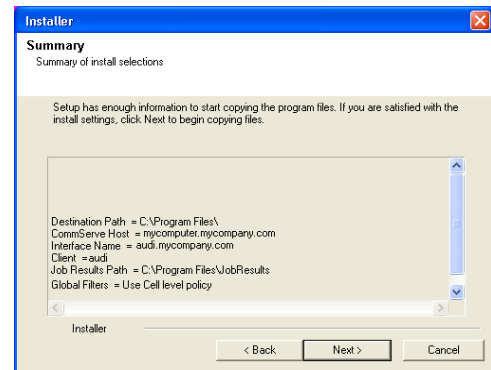 Installer
Summary
Summary of install selections
Setup has enough information to start copying the program files. If you are satisfied with the
install settings, click Next to begin copying files.
Destination Path = C:\Program Files\
CommServe Host = mycomputer.mycompany.com
Interface Name = audi.mycompany.com
Client =audi
Job Results Path = C:\Program Files\JobResults
Global Filters = Use Cell level policy
Installer
< Back Next > Cancel